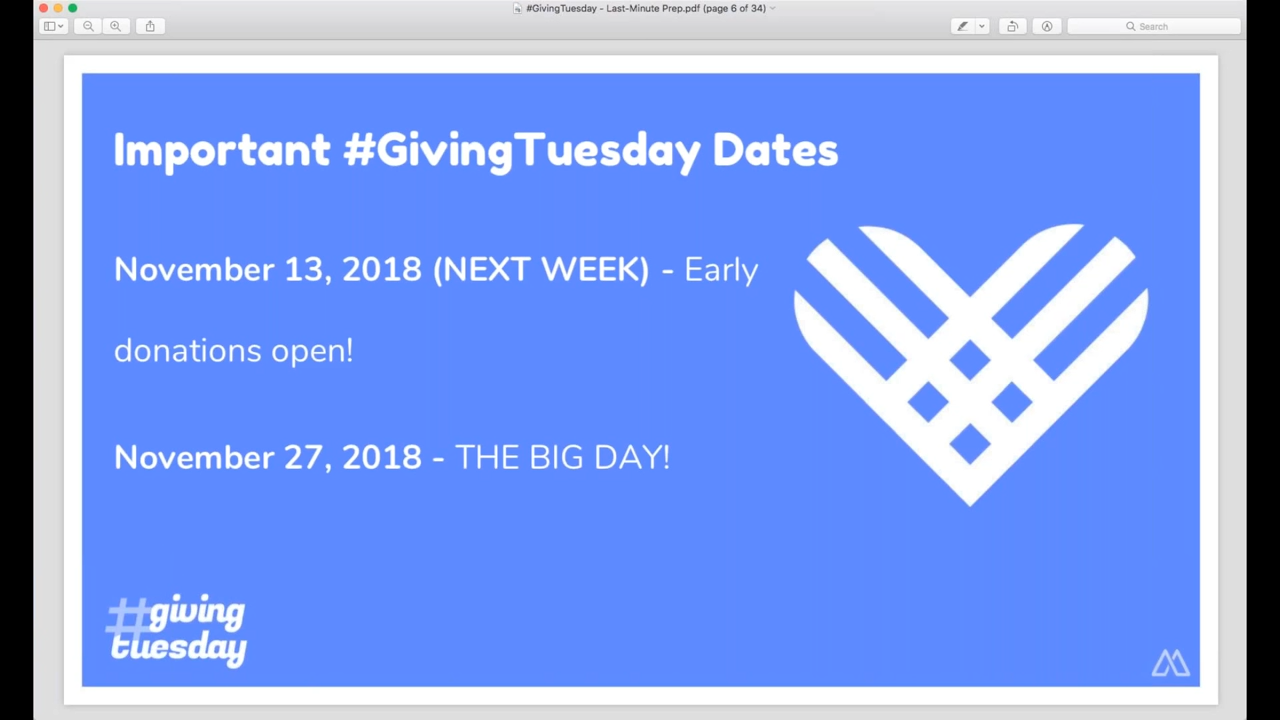 #GivingTuesday - Last-Minute Prep.pdf (page 6 of 34)
Search
Important #GivingTuesday Dates
November 13, 2018 (NEXT WEEK) - Early
donations open!
November 27, 2018 - THE BIG DAY!
#giving
tuesday